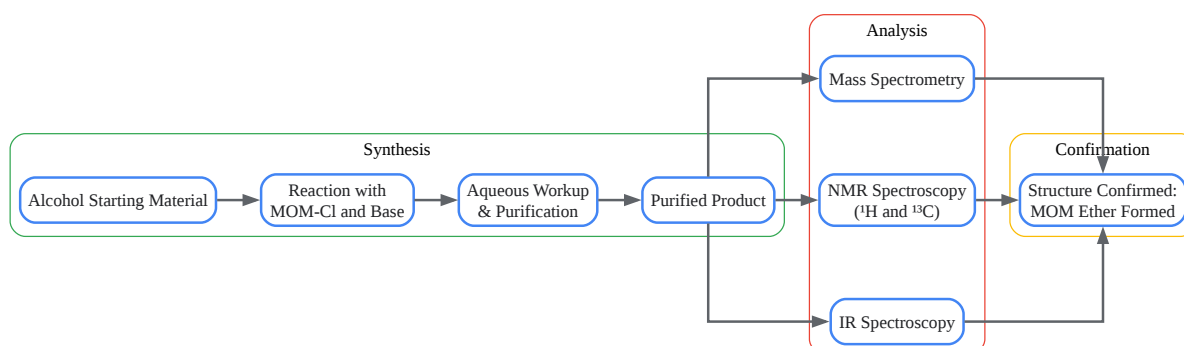 Analysis
Mass Spectrometry
Synthesis
Confirmation
Alcohol Starting Material
Reaction with
MOM-Cl and Base
Aqueous Workup
& Purification
Purified Product
NMR Spectroscopy
(¹H and ¹³C)
Structure Confirmed:
MOM Ether Formed
IR Spectroscopy